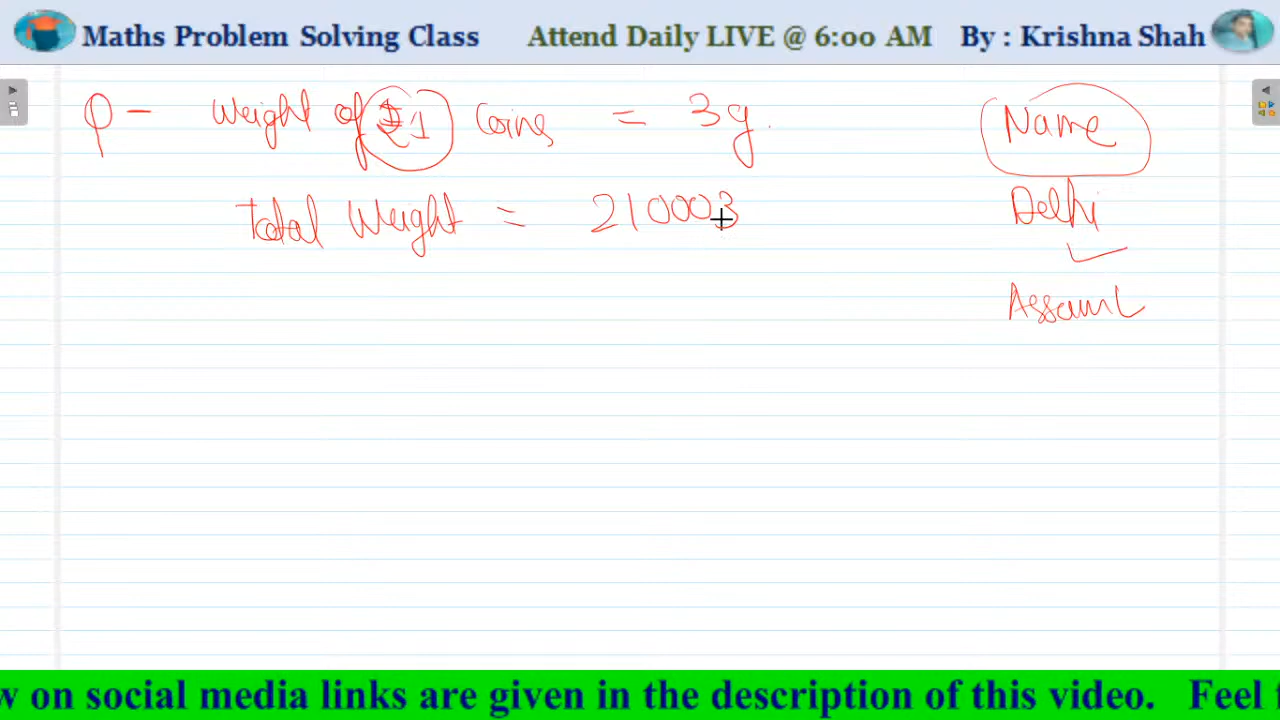 Maths Problem Solving Class Attend Daily LIVE @ 6:00 AM By : Krishna Shah
Q - Weight of ₹1 coins = 3g.
Total Weight = 210003
Name
Delhi
Assam
w on social media links are given in the description of this video. Feel f